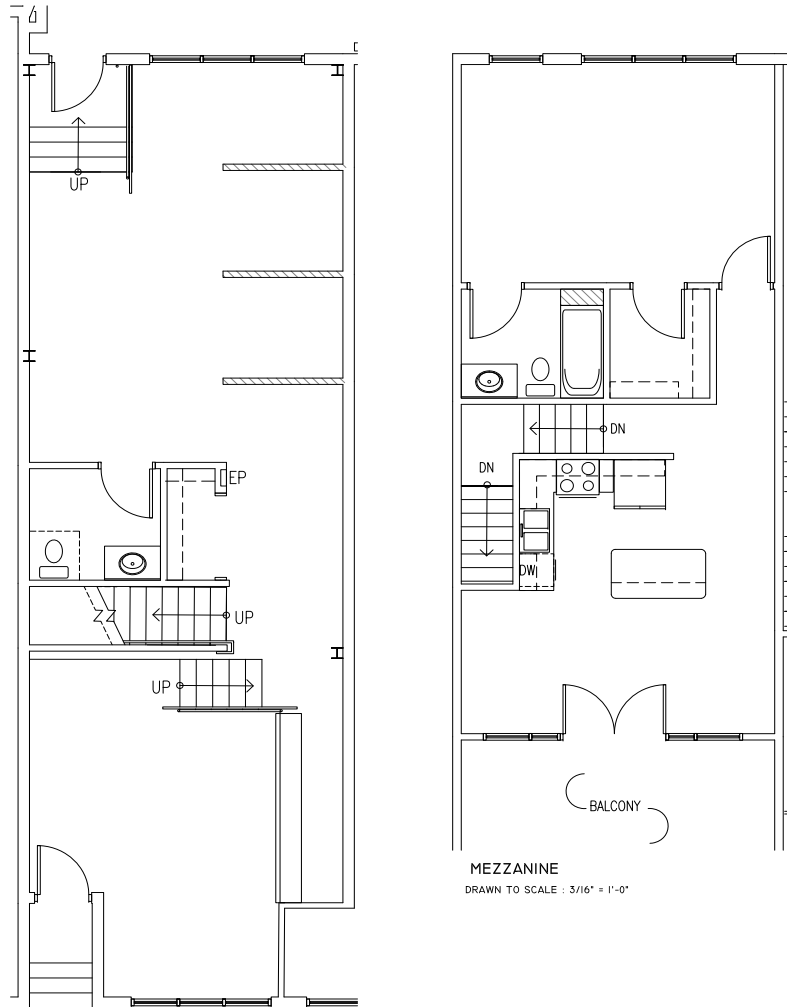 UP
EP
UP
UP
DN
DN
DW
BALCONY
MEZZANINE
DRAWN TO SCALE : 3/16" = 1'-0"